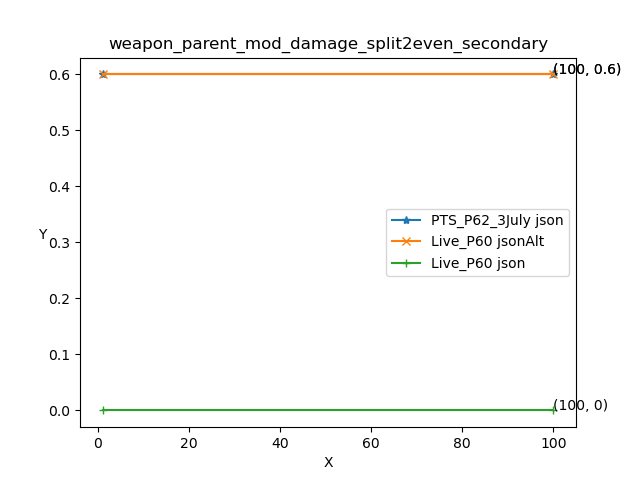 weapon_parent_mod_damage_split2even_secondary
0.6
(100, 0.6)
0.5
0.4
PTS_P62_3July json
Y
0.3
Live_P60 jsonAlt
Live_P60 json
0.2
0.1
0.0
(100, 0)
0 20 40 60 80 100
X